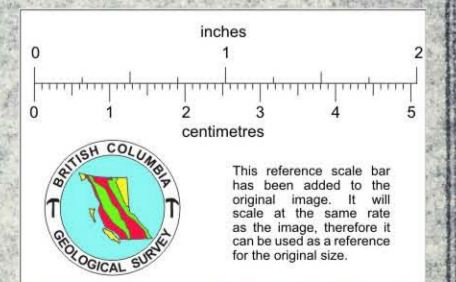 inches
0 1 2
0 1 2 3 4 5
centimetres
BRITISH COLUMBIA
GEOLOGICAL SURVEY
This reference scale bar
has been added to the
original image. It will
scale at the same rate
as the image, therefore it
can be used as a reference
for the original size.